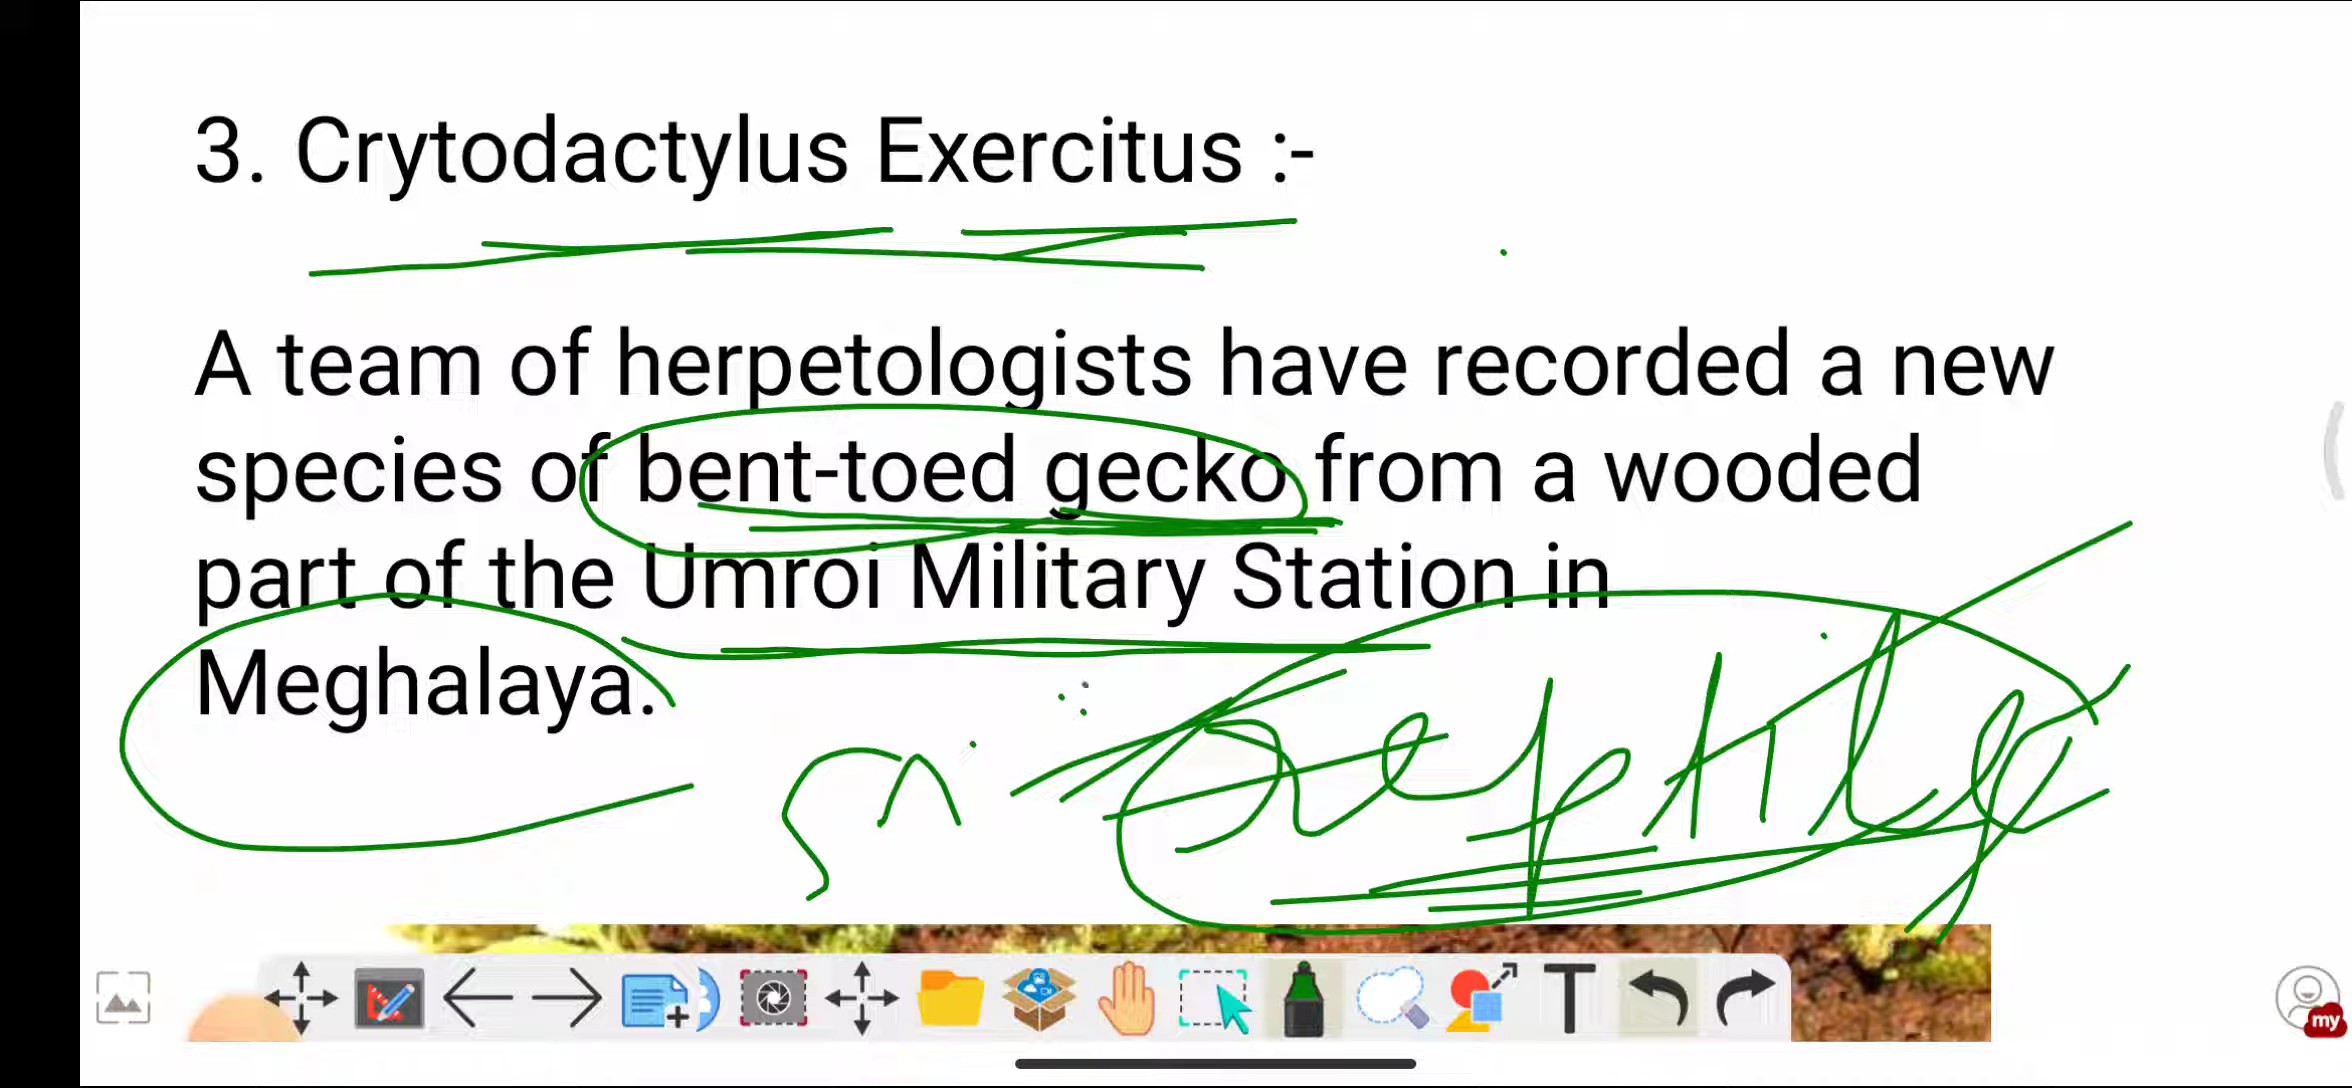 3. Crytodactylus Exercitus :-
A team of herpetologists have recorded a new
species of bent-toed gecko from a wooded
part of the Umroi Military Station in
Meghalaya.
reptile
T
my